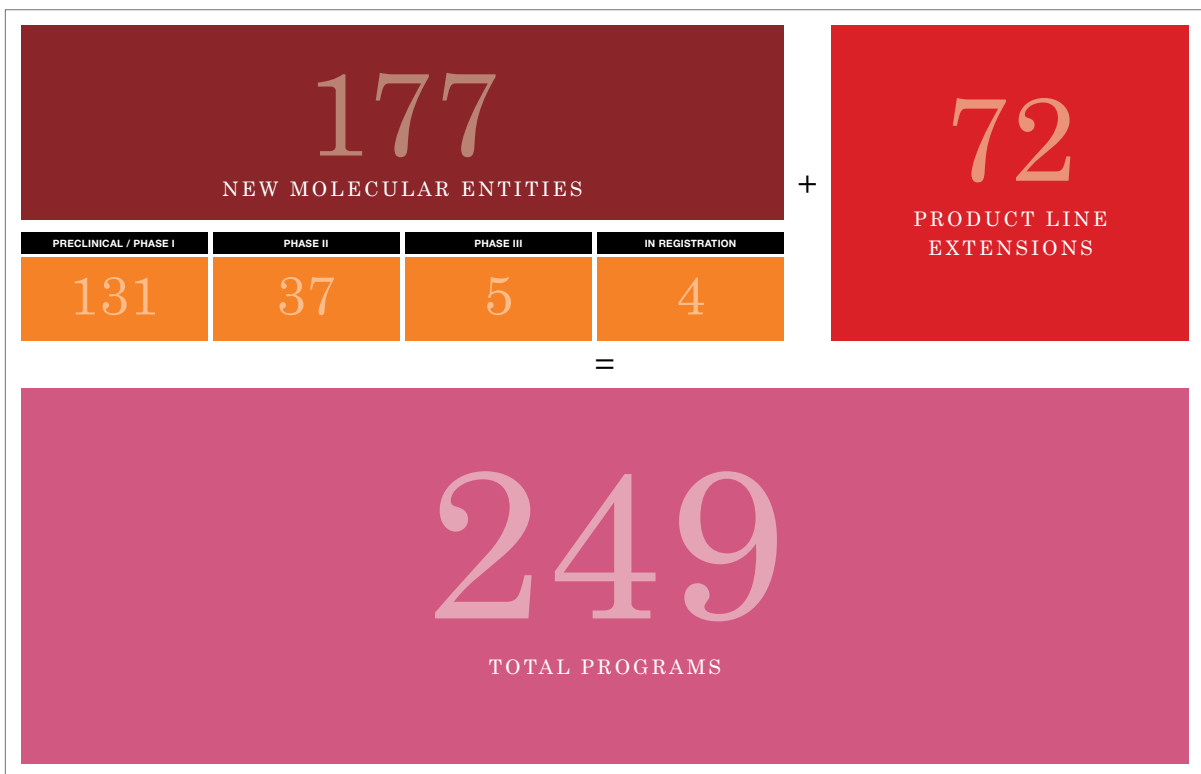 177
NEW MOLECULAR ENTITIES
PRECLINICAL / PHASE I
PHASE II
PHASE III
IN REGISTRATION
131
37
5
4
+
72
PRODUCT LINE
EXTENSIONS
=
249
TOTAL PROGRAMS